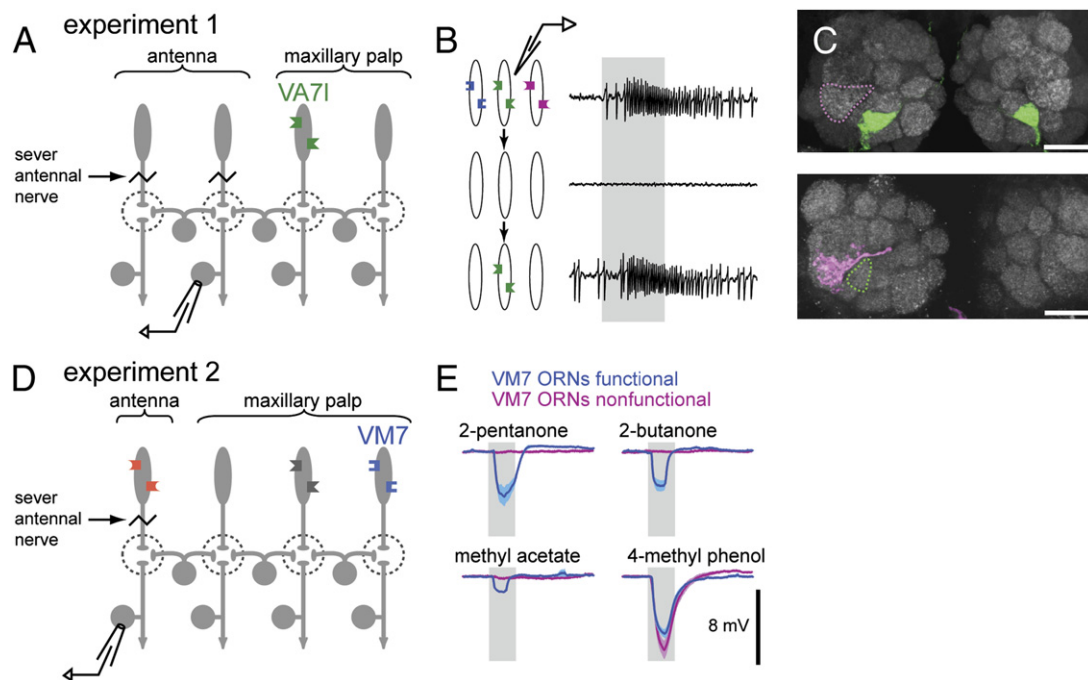 A experiment 1
antenna
maxillary palp
VA7l
sever
antennal
nerve
B
C
D experiment 2
antenna
maxillary palp
VM7
sever
antennal
nerve
E
VM7 ORNs functional
VM7 ORNs nonfunctional
2-pentanone
2-butanone
methyl acetate
4-methyl phenol
8 mV